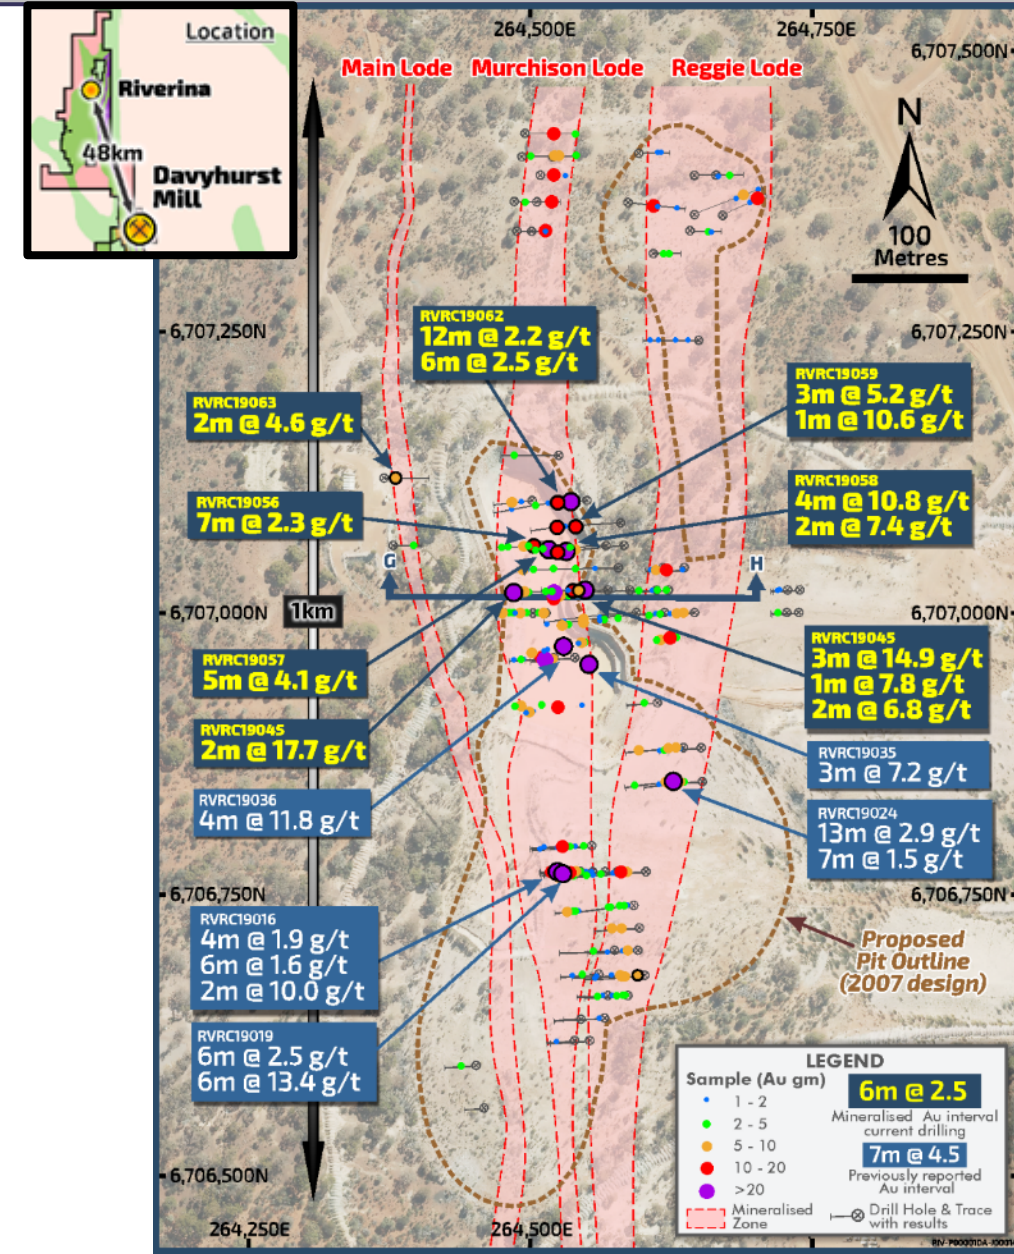 Location
Riverina
48km
Davyhurst
Mill
264,500E
264,750E
6,707,500N
Main Lode
Murchison Lode
Reggie Lode
N
100
Metres
6,707,250N
6,707,250N
RVRC19062
12m @ 2.2 g/t
6m @ 2.5 g/t
RVRC19059
3m @ 5.2 g/t
1m @ 10.6 g/t
RVRC19063
2m @ 4.6 g/t
RVRC19058
4m @ 10.8 g/t
2m @ 7.4 g/t
RVRC19056
7m @ 2.3 g/t
G
H
6,707,000N
1km
6,707,000N
RVRC19045
3m @ 14.9 g/t
1m @ 7.8 g/t
2m @ 6.8 g/t
RVRC19057
5m @ 4.1 g/t
RVRC19045
2m @ 17.7 g/t
RVRC19035
3m @ 7.2 g/t
RVRC19036
4m @ 11.8 g/t
RVRC19024
13m @ 2.9 g/t
7m @ 1.5 g/t
6,706,750N
6,706,750N
RVRC19016
4m @ 1.9 g/t
6m @ 1.6 g/t
2m @ 10.0 g/t
Proposed
Pit Outline
(2007 design)
RVRC19019
6m @ 2.5 g/t
6m @ 13.4 g/t
LEGEND
Sample (Au gm)
1 - 2
2 - 5
5 - 10
10 - 20
>20
Mineralised
Zone
6m @ 2.5
Mineralised Au interval
current drilling
7m @ 4.5
Previously reported
Au interval
Drill Hole & Trace
with results
6,706,500N
264,250E
264,500E